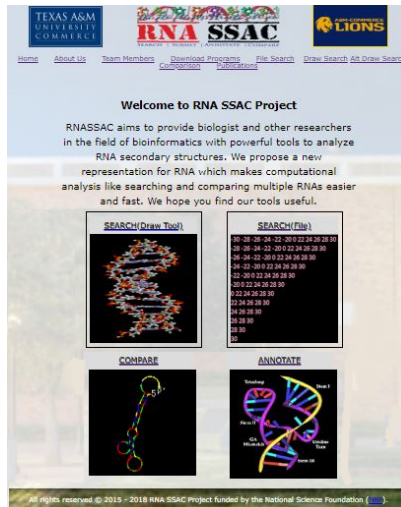 TEXAS A&M
UNIVERSITY
COMMERCE
RNA SSAC
SEARCH | SUBMIT | ANNOTATE | COMPARE
A&M-COMMERCE
LIONS
Home About Us Team Members Download Programs File Search Draw Search Alt Draw Searc
Comparison Publications
Welcome to RNA SSAC Project
RNASSAC aims to provide biologist and other researchers
in the field of bioinformatics with powerful tools to analyze
RNA secondary structures. We propose a new
representation for RNA which makes computational
analysis like searching and comparing multiple RNAs easier
and fast. We hope you find our tools useful.
SEARCH(Draw Tool) SEARCH(File)
-30 -28 -26 -24 -22 -20 0 22 24 26 28 30
-28 -26 -24 -22 -20 0 22 24 26 28 30
-26 -24 -22 -20 0 22 24 26 28 30
-24 -22 -20 0 22 24 26 28 30
-22 -20 0 22 24 26 28 30
-20 0 22 24 26 28 30
0 22 24 26 28 30
22 24 26 28 30
24 26 28 30
26 28 30
28 30
30
COMPARE ANNOTATE
Stem I
Stem II
GA
Stem III
All rights reserved © 2015 - 2018 RNA SSAC Project funded by the National Science Foundation